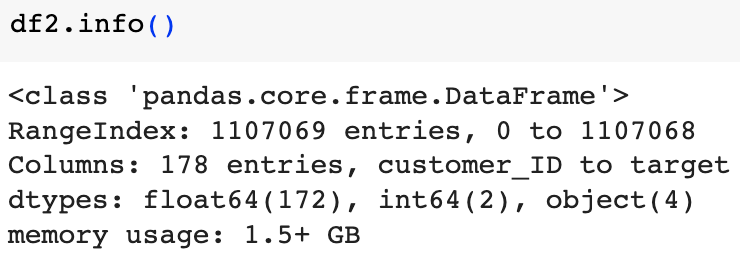 df2.info()
<class 'pandas.core.frame.DataFrame'>
RangeIndex: 1107069 entries, 0 to 1107068
Columns: 178 entries, customer_ID to target
dtypes: float64(172), int64(2), object(4)
memory usage: 1.5+ GB